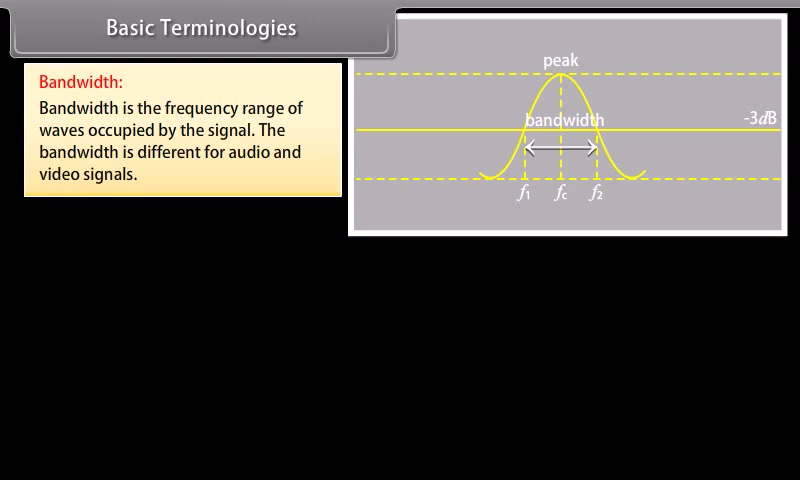 Basic Terminologies
Bandwidth:
Bandwidth is the frequency range of
waves occupied by the signal. The
bandwidth is different for audio and
video signals.
peak
bandwidth
-3dB
f1 fc f2